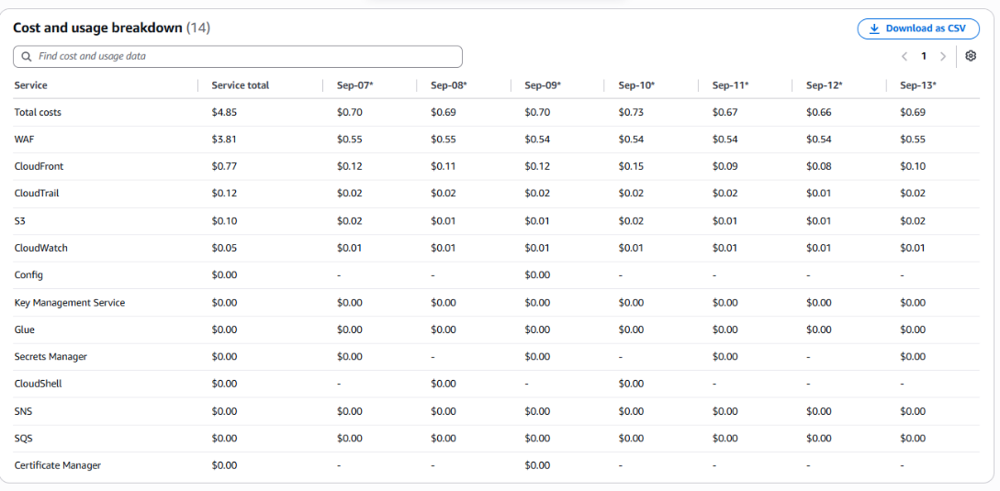 Cost and usage breakdown (14)
Download as CSV
Find cost and usage data
1
Service Service total Sep-07* Sep-08* Sep-09* Sep-10* Sep-11* Sep-12* Sep-13*
Total costs $4.85 $0.70 $0.69 $0.70 $0.73 $0.67 $0.66 $0.69
WAF $3.81 $0.55 $0.55 $0.54 $0.54 $0.54 $0.54 $0.55
CloudFront $0.77 $0.12 $0.11 $0.12 $0.15 $0.09 $0.08 $0.10
CloudTrail $0.12 $0.02 $0.02 $0.02 $0.02 $0.02 $0.01 $0.02
S3 $0.10 $0.02 $0.01 $0.01 $0.02 $0.01 $0.01 $0.02
CloudWatch $0.05 $0.01 $0.01 $0.01 $0.01 $0.01 $0.01 $0.01
Config $0.00 - - $0.00 - - - -
Key Management Service $0.00 $0.00 $0.00 $0.00 $0.00 $0.00 $0.00 $0.00
Glue $0.00 $0.00 $0.00 $0.00 $0.00 $0.00 $0.00 $0.00
Secrets Manager $0.00 $0.00 - $0.00 - $0.00 - $0.00
CloudShell $0.00 - $0.00 - $0.00 - - -
SNS $0.00 $0.00 $0.00 $0.00 $0.00 $0.00 $0.00 $0.00
SQS $0.00 $0.00 $0.00 $0.00 $0.00 $0.00 $0.00 $0.00
Certificate Manager $0.00 - - $0.00 - - - -